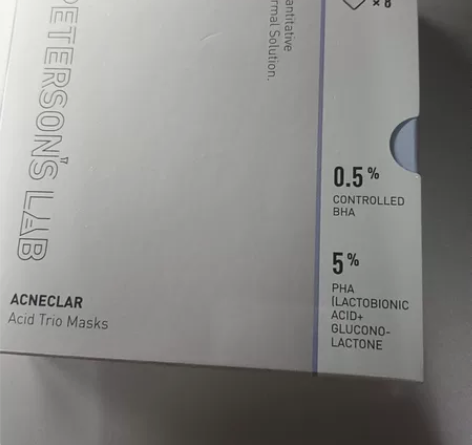 PETERSON'S LAB
antitative
rmal Solution.
× 8
0.5 %
CONTROLLED
BHA
5 %
PHA
(LACTOBIONIC
ACID+
GLUCONO-
LACTONE
ACNECLAR
Acid Trio Masks